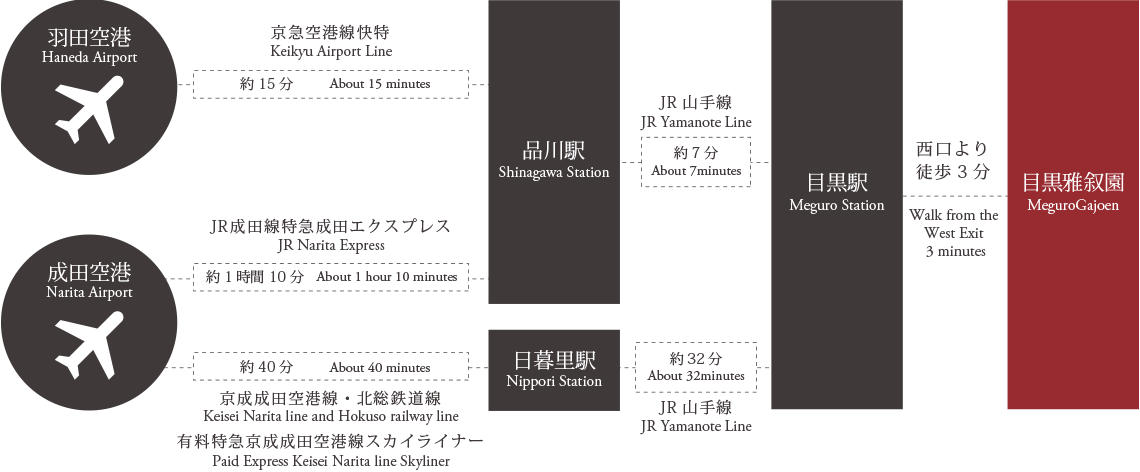 羽田空港
Haneda Airport
京急空港線快特
Keikyu Airport Line
約 15 分 About 15 minutes
成田空港
Narita Airport
JR成田線特急成田エクスプレス
JR Narita Express
約 1 時間 10 分 About 1 hour 10 minutes
約 40 分 About 40 minutes
京成成田空港線・北総鉄道線
Keisei Narita line and Hokuso railway line
有料特急京成成田空港線スカイライナー
Paid Express Keisei Narita line Skyliner
品川駅
Shinagawa Station
日暮里駅
Nippori Station
JR 山手線
JR Yamanote Line
約 7 分
About 7minutes
約 32 分
About 32minutes
JR 山手線
JR Yamanote Line
目黒駅
Meguro Station
西口より
徒歩 3 分
Walk from the
West Exit
3 minutes
目黒雅叙園
MeguroGajoen